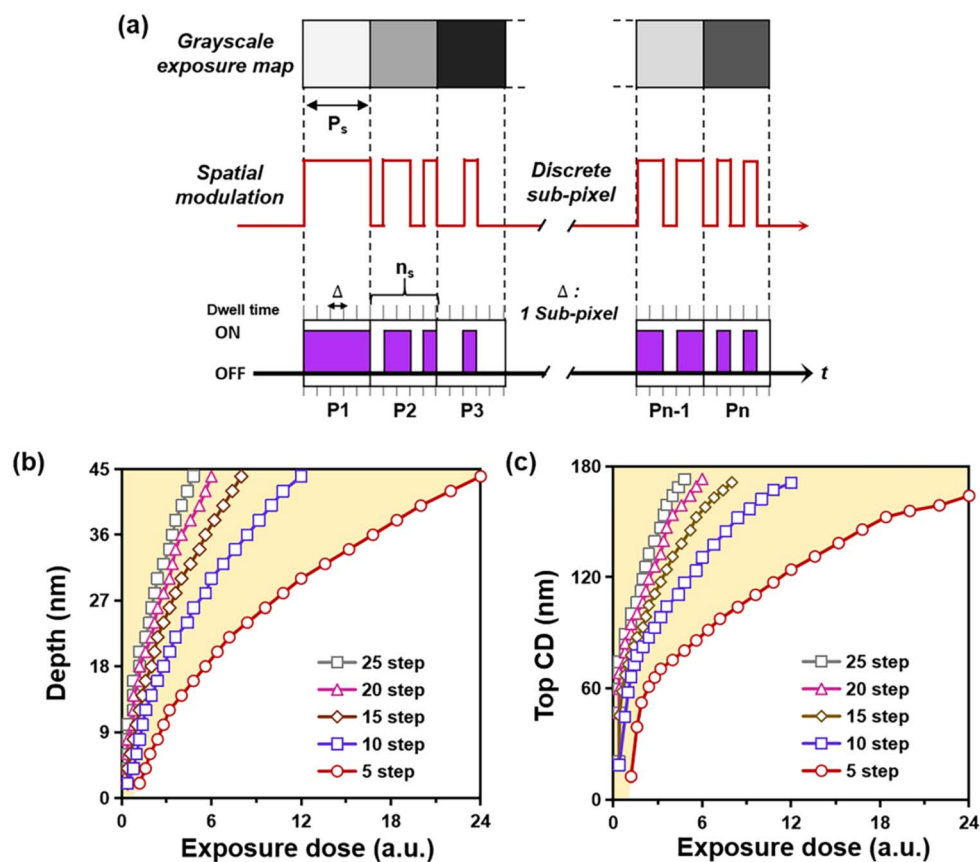 (a)
Grayscale
exposure map
Pₛ
Spatial
modulation
Discrete
sub-pixel
nₛ
Δ
Δ :
Dwell time
1 Sub-pixel
ON
OFF
t
P1 P2 P3 Pn-1 Pn
(b)
Depth (nm)
45
36
27
18
9
0
25 step
20 step
15 step
10 step
5 step
0 6 12 18 24
Exposure dose (a.u.)
(c)
Top CD (nm)
180
120
60
0
25 step
20 step
15 step
10 step
5 step
0 6 12 18 24
Exposure dose (a.u.)